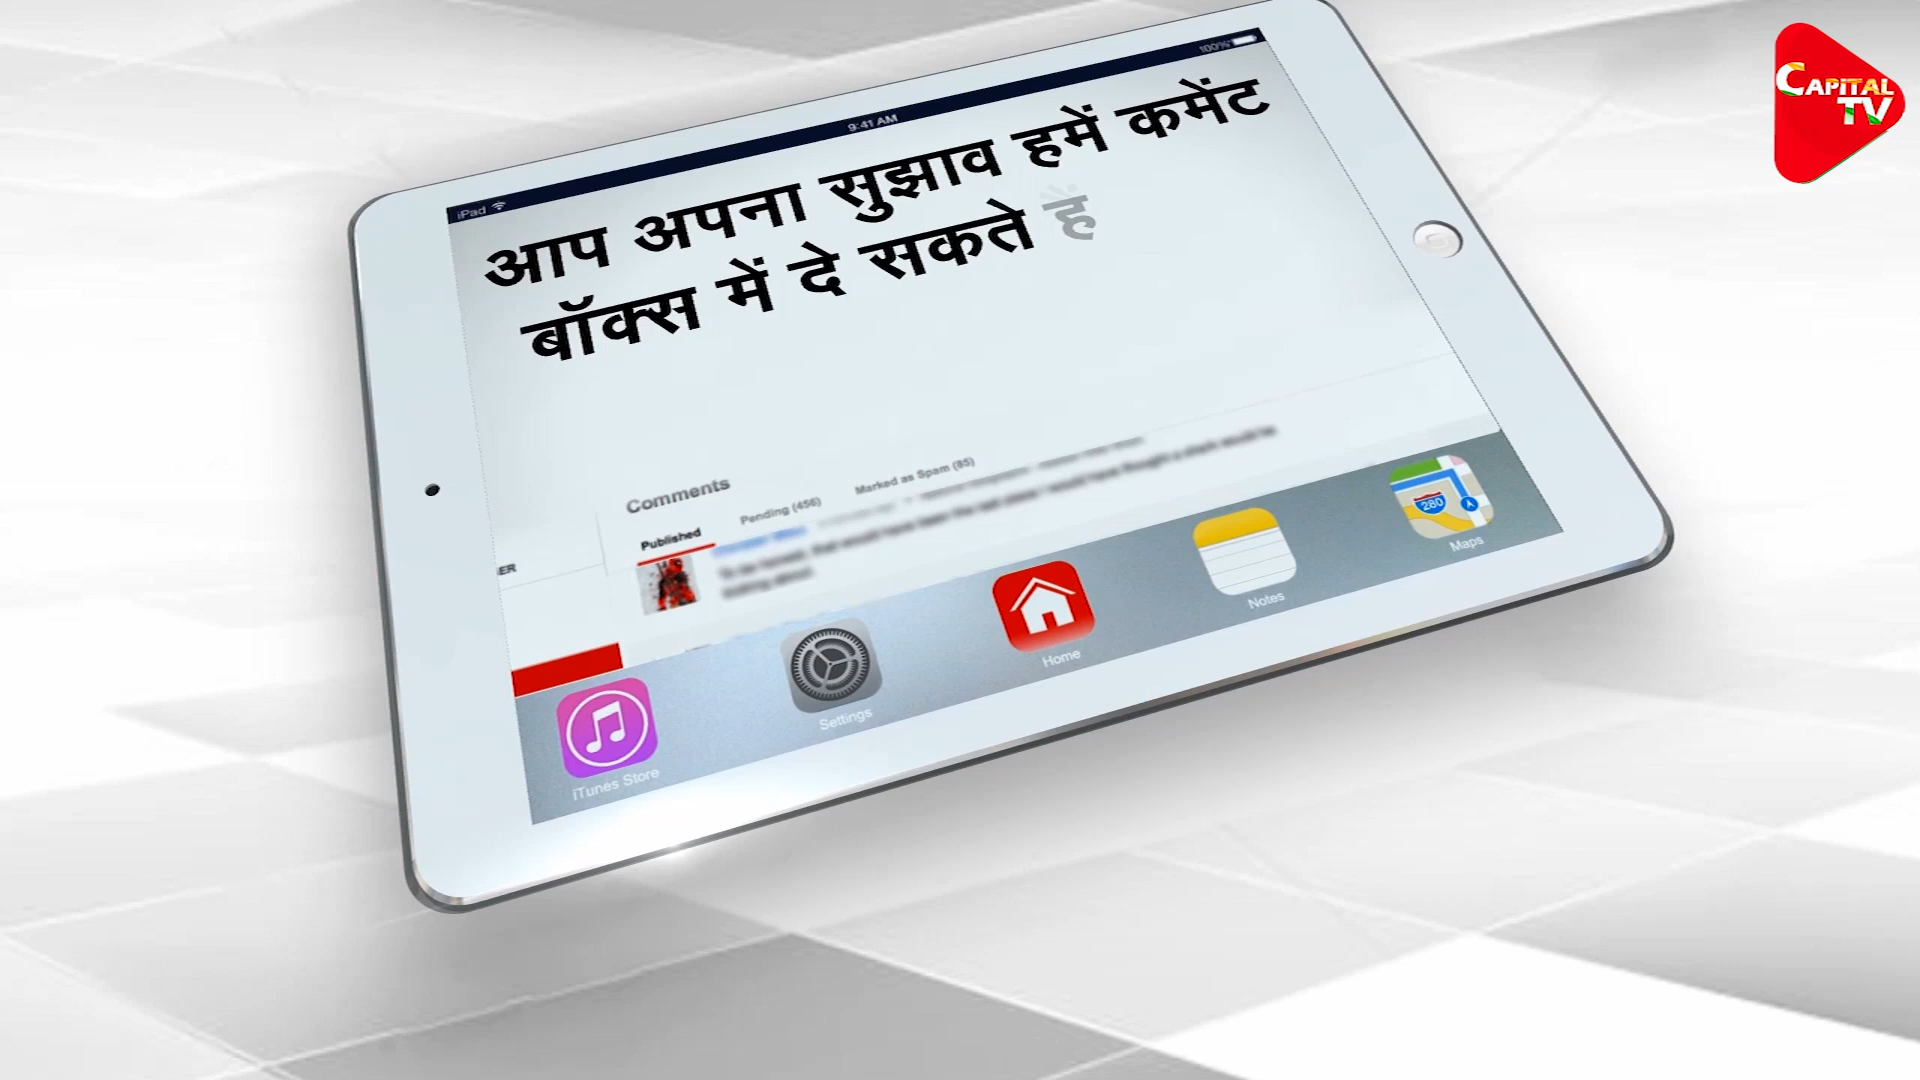 CAPITAL
TV
iPad
9:41 AM
100%
आप अपना सुझाव हमें कमेंट
बॉक्स में दे सकते हैं
Comments
Published
Pending (456)
Marked as Spam (85)
ER
iTunes Store
Settings
Home
Notes
280
Maps